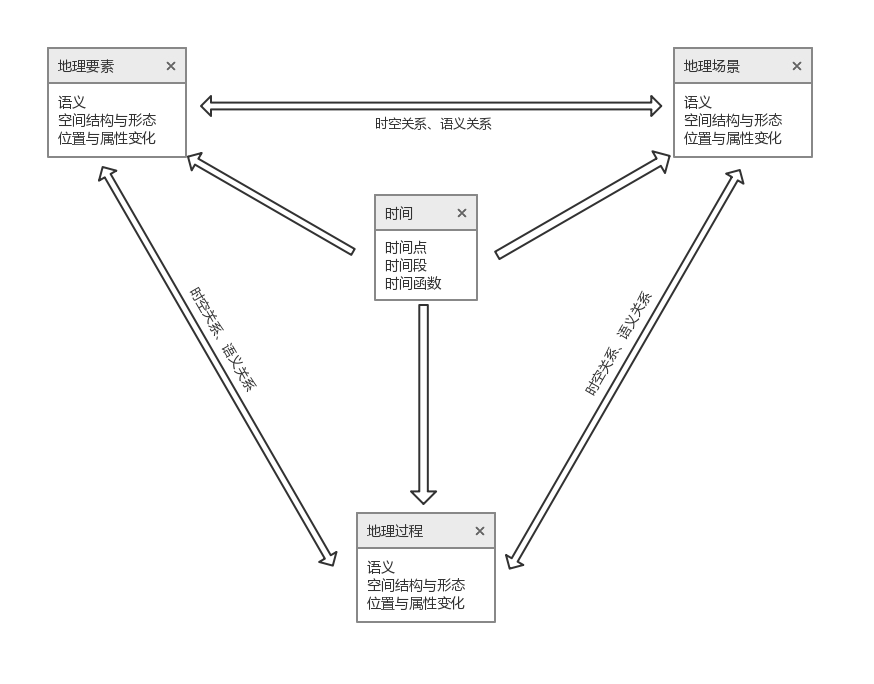 地理要素 ×
语义
空间结构与形态
位置与属性变化
地理场景 ×
语义
空间结构与形态
位置与属性变化
时空关系、语义关系
时间 ×
时间点
时间段
时间函数
时空关系、语义关系
时空关系、语义关系
地理过程 ×
语义
空间结构与形态
位置与属性变化